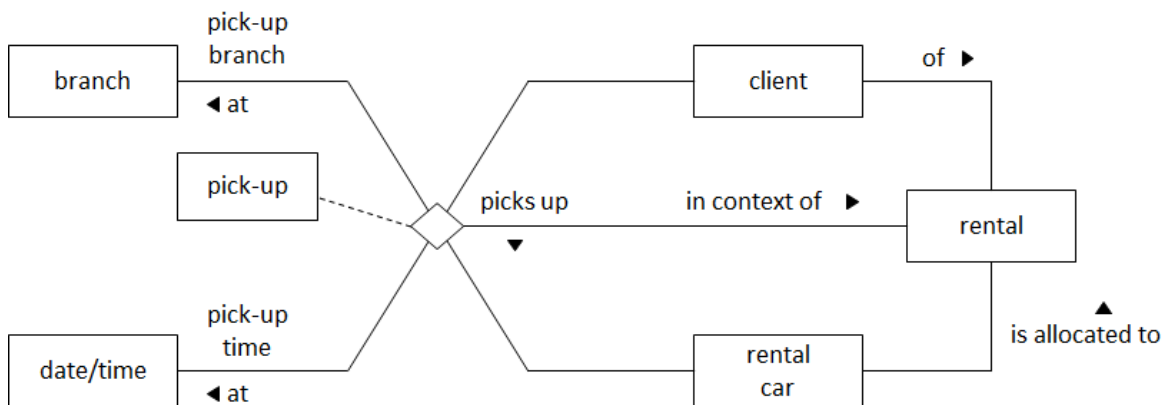 pick-up
branch
branch
◄ at
client
of ►
pick-up
picks up
▼
in context of ►
rental
pick-up
time
date/time
◄ at
rental
car
▲
is allocated to